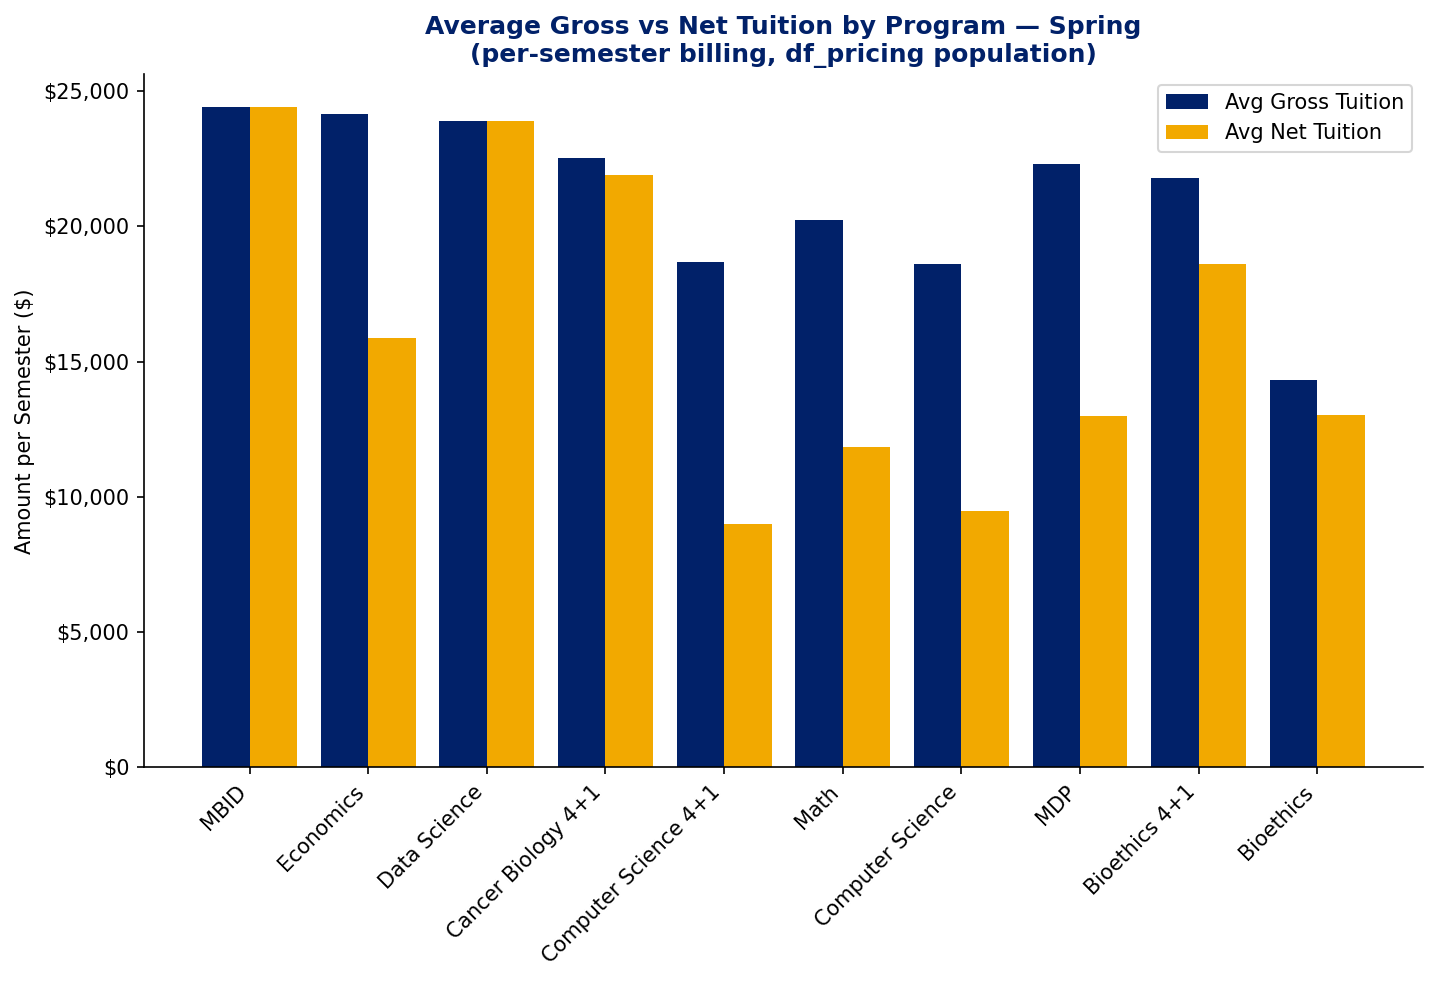 Average Gross vs Net Tuition by Program — Spring
(per-semester billing, df_pricing population)
Avg Gross Tuition
Avg Net Tuition
Amount per Semester ($)
$25,000
$20,000
$15,000
$10,000
$5,000
$0
MBID
Economics
Data Science
Cancer Biology 4+1
Computer Science 4+1
Math
Computer Science
MDP
Bioethics 4+1
Bioethics